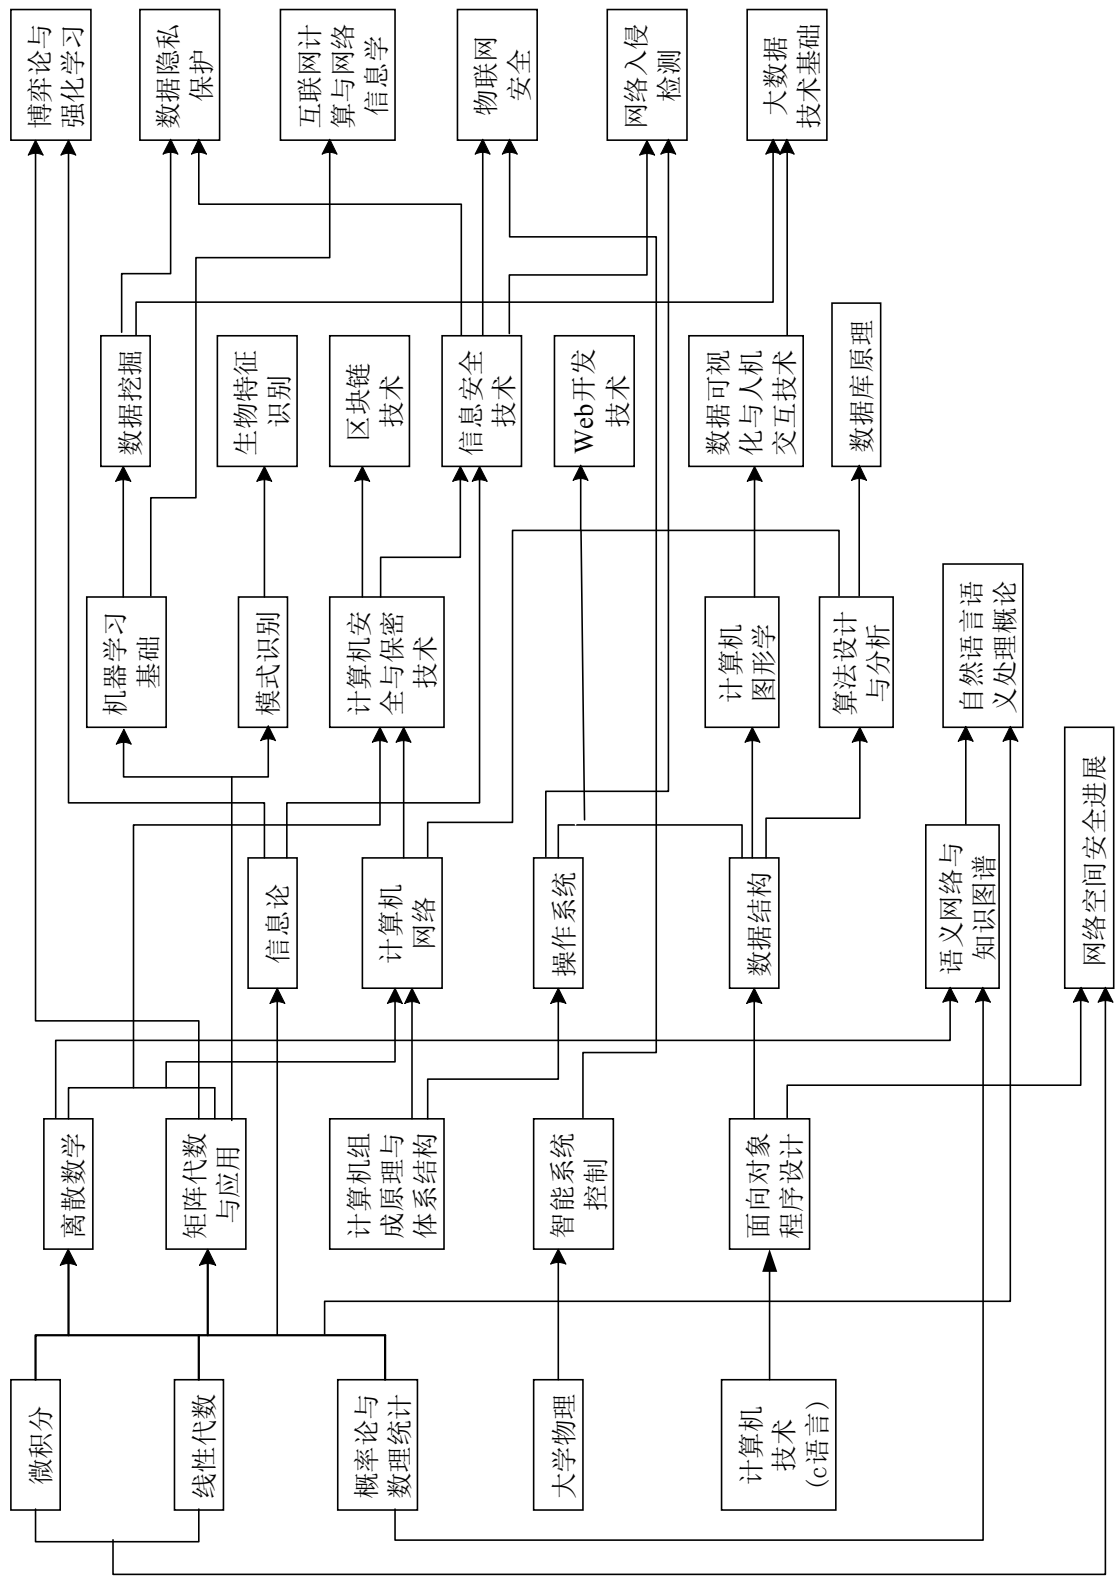 微积分
线性代数
概率论与
数理统计
大学物理
计算机
技术
(c语言)
离散数学
矩阵代数
与应用
计算机组
成原理与
体系结构
智能系统
控制
面向对象
程序设计
信息论
计算机
网络
操作系统
数据结构
语义网络与
知识图谱
网络空间安全进展
机器学习
基础
模式识别
计算机安
全与保密
技术
计算机
图形学
算法设计
与分析
自然语言语
义处理概论
数据挖掘
生物特征
识别
区块链
技术
信息安全
技术
Web开发
技术
数据可视
化与人机
交互技术
数据库原理
博弈论与
强化学习
数据隐私
保护
互联网计
算与网络
信息学
物联网
安全
网络入侵
检测
大数据
技术基础